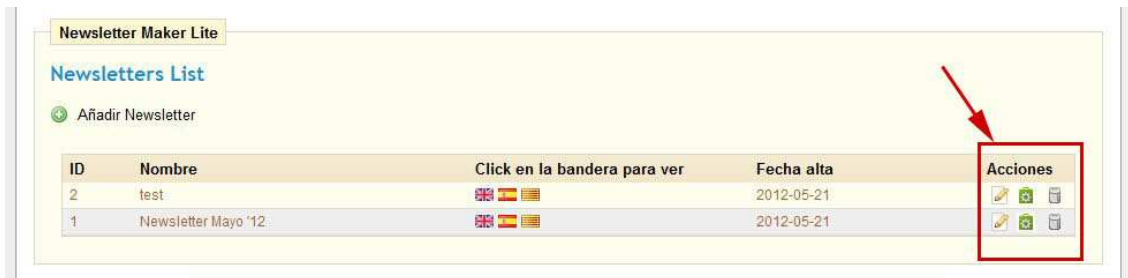 Newsletter Maker Lite
Newsletters List
Añadir Newsletter
ID Nombre Click en la bandera para ver Fecha alta Acciones
2 test 2012-05-21
1 Newsletter Mayo '12 2012-05-21